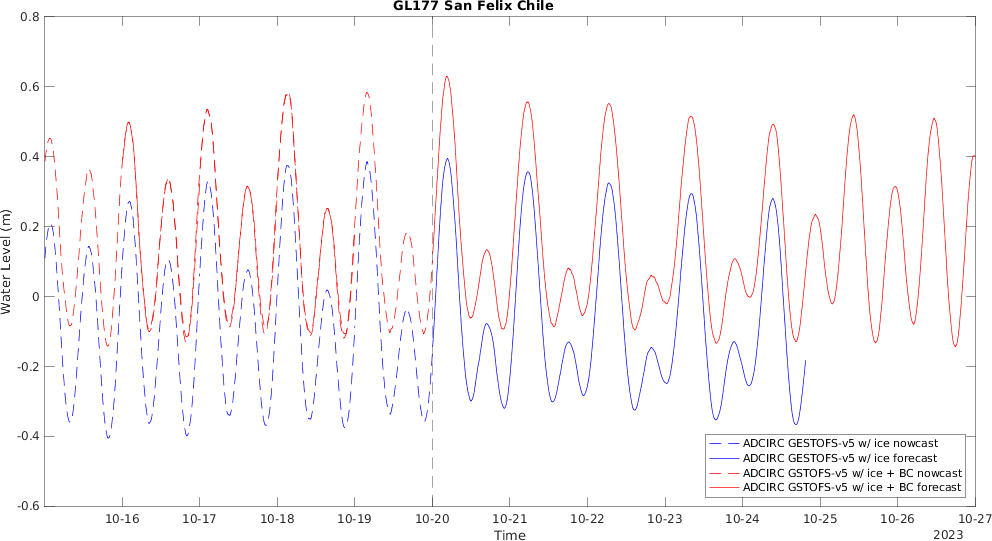 GL177 San Felix Chile
0.8
0.6
0.4
0.2
0
-0.2
-0.4
-0.6
Water Level (m)
ADCIRC GESTOFS-v5 w/ ice nowcast
ADCIRC GESTOFS-v5 w/ ice forecast
ADCIRC GSTOFS-v5 w/ ice + BC nowcast
ADCIRC GSTOFS-v5 w/ ice + BC forecast
10-16 10-17 10-18 10-19 10-20 10-21 10-22 10-23 10-24 10-25 10-26 10-27
Time
2023